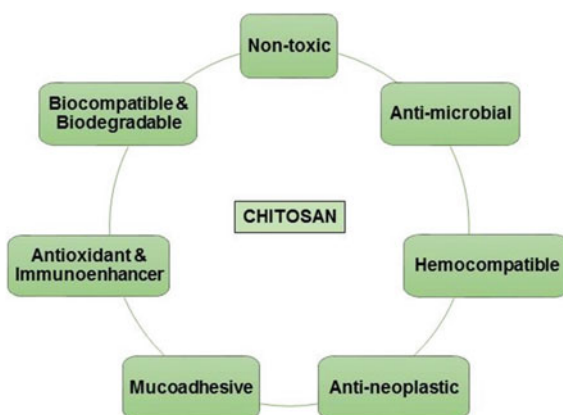 Non-toxic
Biocompatible &
Biodegradable
Anti-microbial
CHITOSAN
Antioxidant &
Immunoenhancer
Hemocompatible
Mucoadhesive
Anti-neoplastic